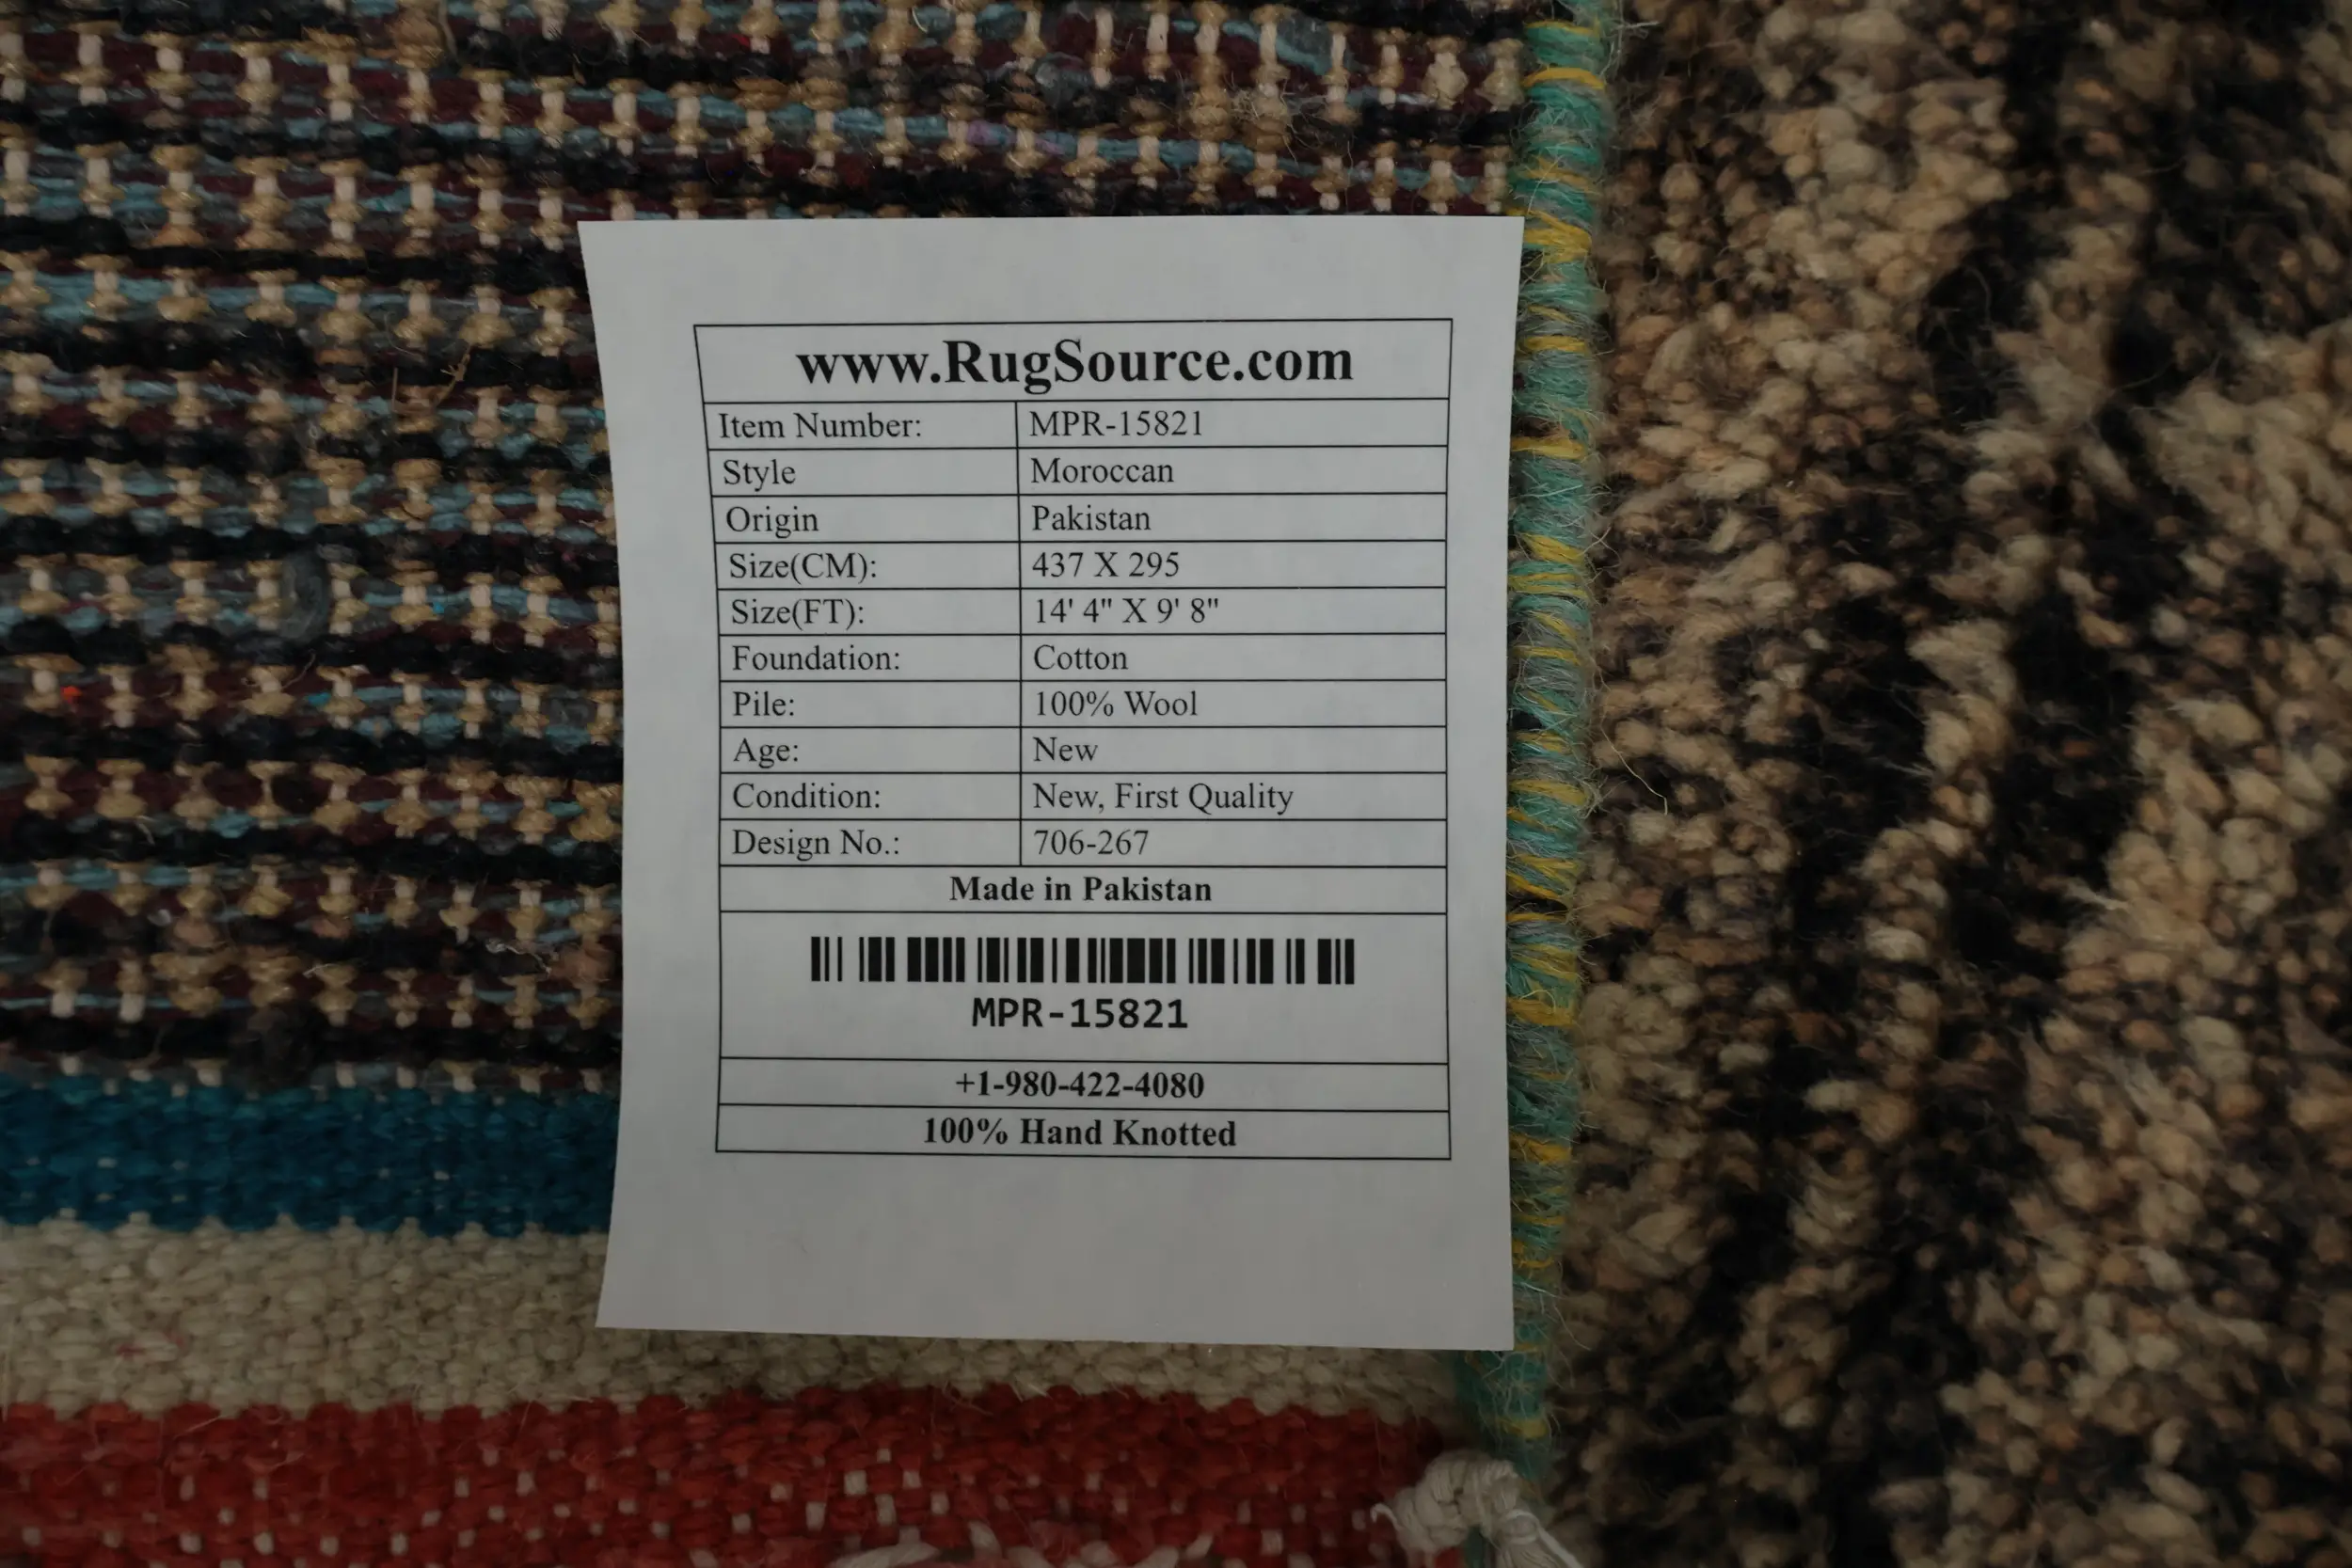 www.RugSource.com
Item Number: MPR-15821
Style Moroccan
Origin Pakistan
Size(CM): 437 X 295
Size(FT): 14' 4" X 9' 8"
Foundation: Cotton
Pile: 100% Wool
Age: New
Condition: New, First Quality
Design No.: 706-267
Made in Pakistan
MPR-15821
+1-980-422-4080
100% Hand Knotted